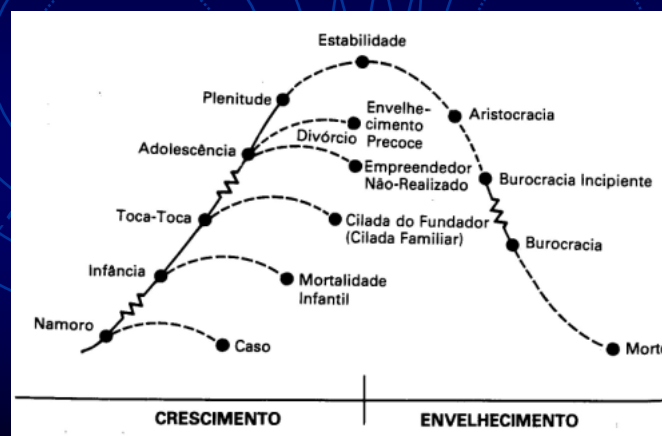 Estabilidade
Plenitude
Envelhe-
cimento
Precoce
Divórcio
Aristocracia
Adolescência
Empreendedor
Não-Realizado
Burocracia Incipiente
Toca-Toca
Cilada do Fundador
(Cilada Familiar)
Burocracia
Infância
Mortalidade
Infantil
Namoro
Caso
Morte
CRESCIMENTO
ENVELHECIMENTO